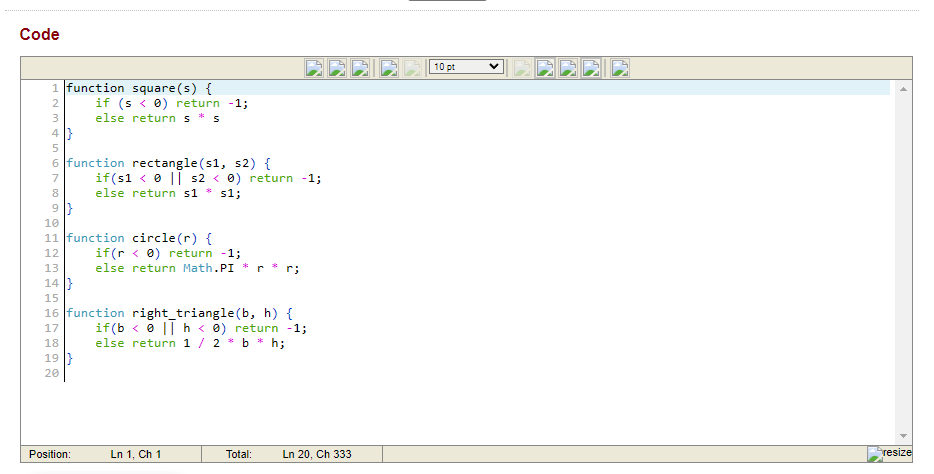 Code
10 pt
1 function square(s) {
2     if (s < 0) return -1;
3     else return s * s
4 }
5
6 function rectangle(s1, s2) {
7     if(s1 < 0 || s2 < 0) return -1;
8     else return s1 * s1;
9 }
10
11 function circle(r) {
12     if(r < 0) return -1;
13     else return Math.PI * r * r;
14 }
15
16 function right_triangle(b, h) {
17     if(b < 0 || h < 0) return -1;
18     else return 1 / 2 * b * h;
19 }
20
Position: Ln 1, Ch 1 Total: Ln 20, Ch 333 resize